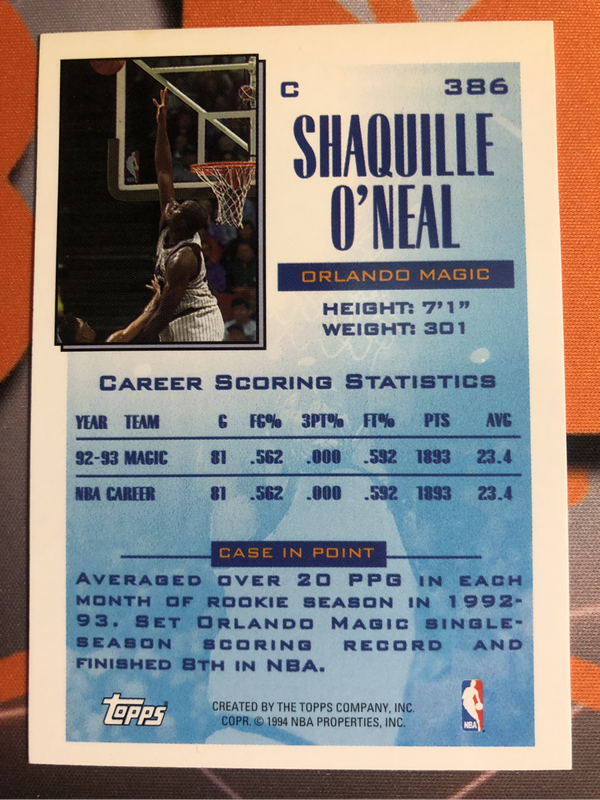 C 386
SHAQUILLE
O'NEAL
ORLANDO MAGIC
HEIGHT: 7'1"
WEIGHT: 301
CAREER SCORING STATISTICS
YEAR TEAM G FG% 3PT% FT% PTS AVG
92-93 MAGIC 81 .562 .000 .592 1893 23.4
NBA CAREER 81 .562 .000 .592 1893 23.4
CASE IN POINT
AVERAGED OVER 20 PPG IN EACH
MONTH OF ROOKIE SEASON IN 1992-
93. SET ORLANDO MAGIC SINGLE-
SEASON SCORING RECORD AND
FINISHED 8TH IN NBA.
TOPPS
CREATED BY THE TOPPS COMPANY, INC.
COPR. © 1994 NBA PROPERTIES, INC.
NBA